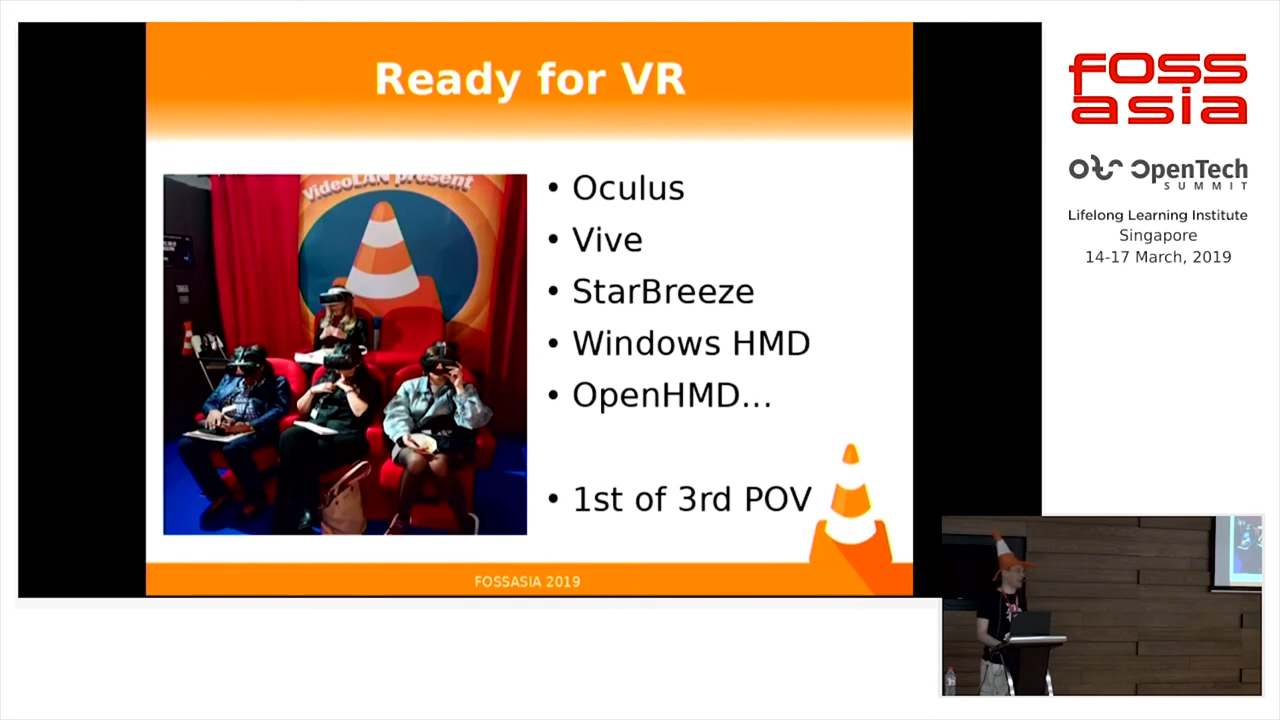 Ready for VR
VideoLAN present
• Oculus
• Vive
• StarBreeze
• Windows HMD
• OpenHMD...
• 1st of 3rd POV
FOSSASIA 2019
FOSS
asia
OpenTech
SUMMIT
Lifelong Learning Institute
Singapore
14-17 March, 2019